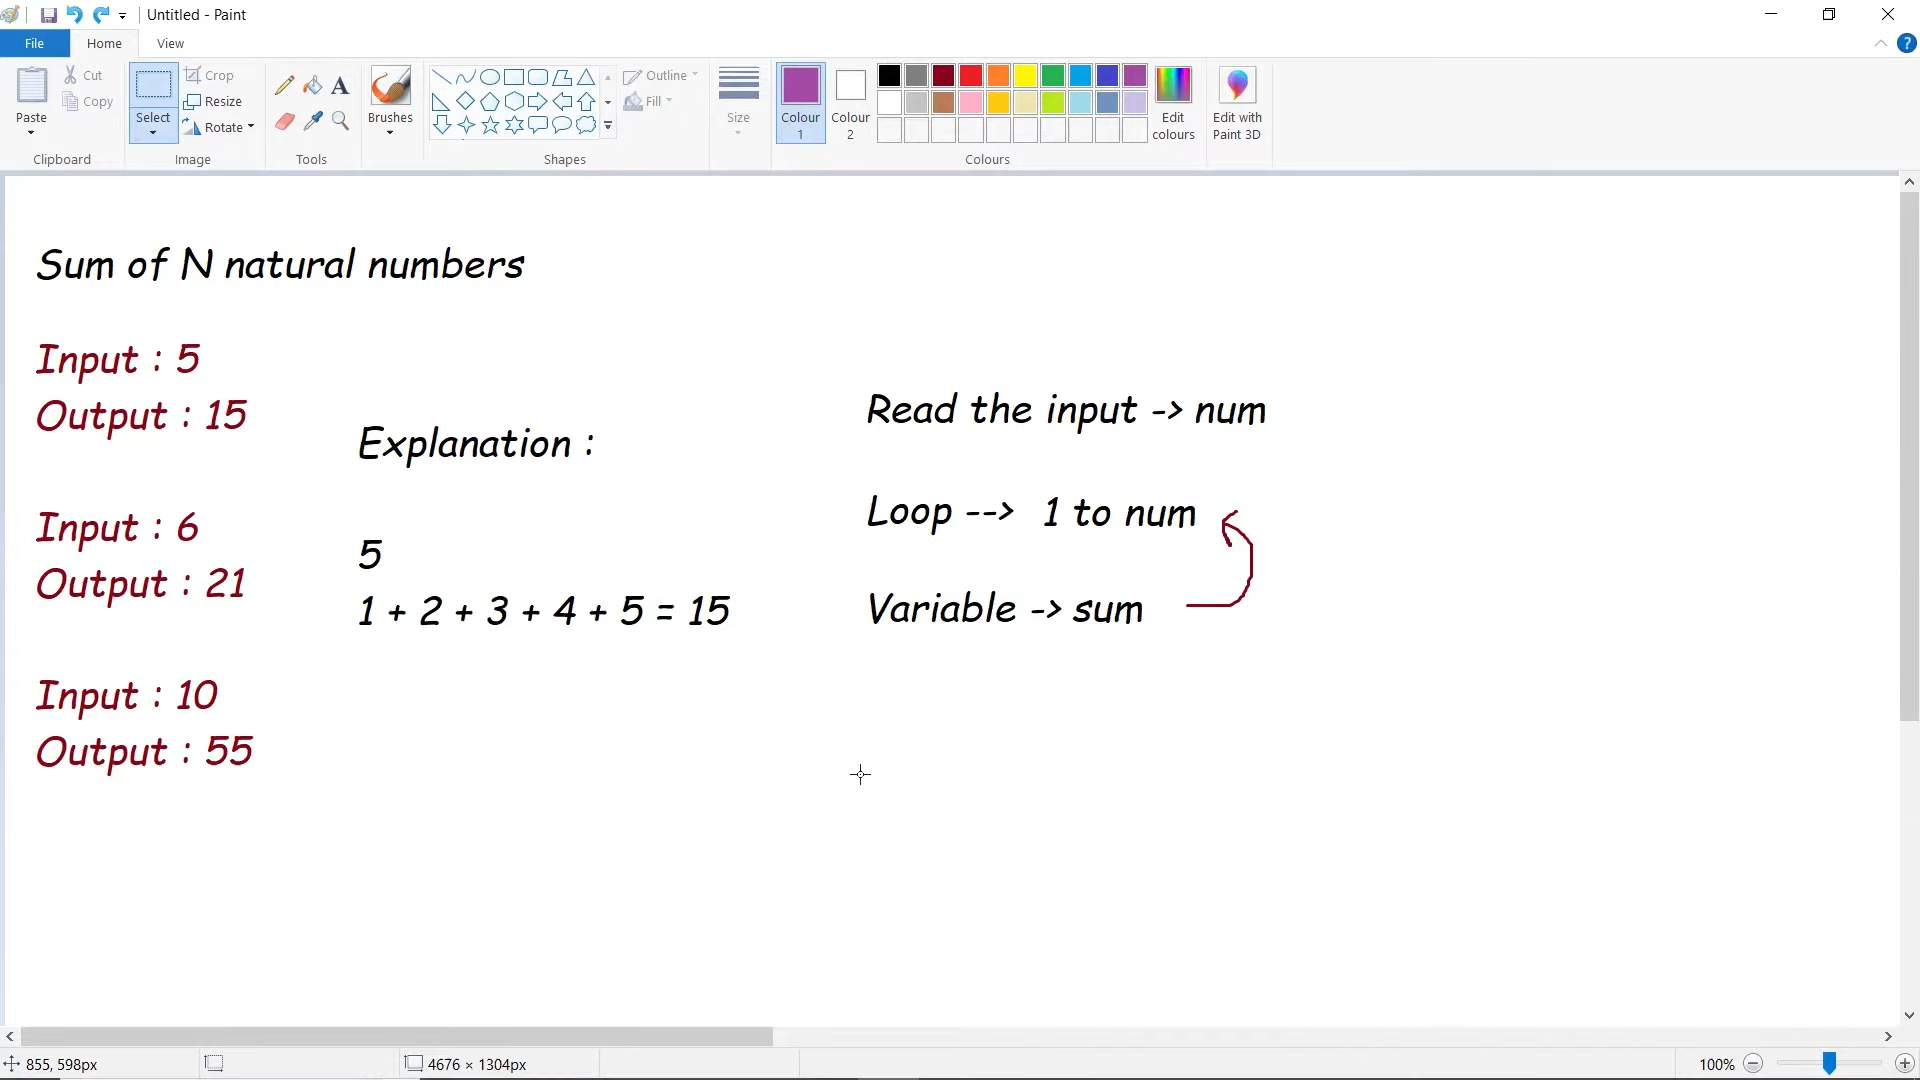 Untitled - Paint
File Home View
Paste
Cut
Copy
Clipboard
Select
Crop
Resize
Rotate
Image
Tools
Brushes
Outline
Fill
Shapes
Size
Colour 1
Colour 2
Edit colours
Colours
Edit with Paint 3D
Sum of N natural numbers
Input : 5
Output : 15
Input : 6
Output : 21
Input : 10
Output : 55
Explanation :
5
1 + 2 + 3 + 4 + 5 = 15
Read the input -> num
Loop --> 1 to num
Variable -> sum
855, 598px
4676 × 1304px
100%